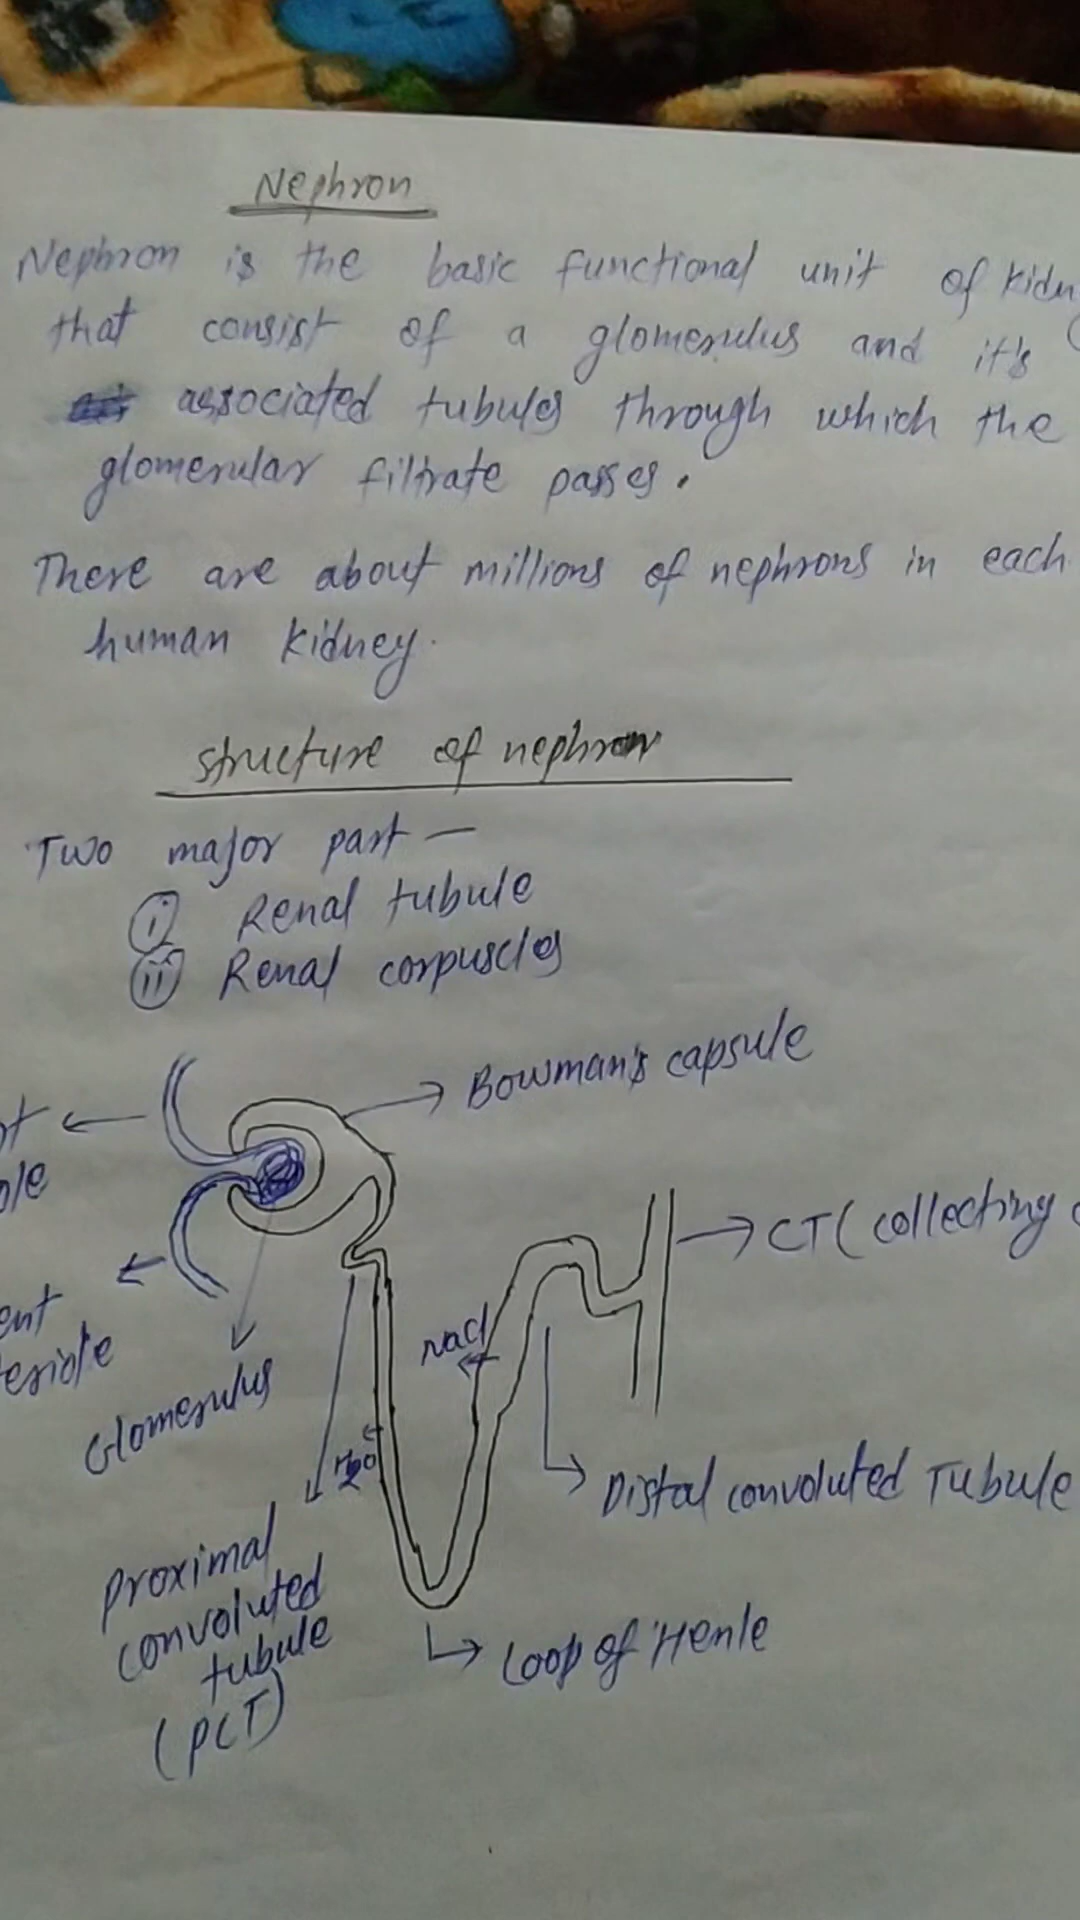 Nephron
Nephron is the basic functional unit of kidn
that consist of a glomerulus and it's
associated tubules through which the
glomerular filtrate passes.
There are about millions of nephrons in each
human kidney.
structure of nephron
Two major part —
(i) Renal tubule
(ii) Renal corpuscles
Bowman's capsule
CT (collecting
NaCl
Glomerulus
H2O
Distal convoluted Tubule
proximal
convoluted
tubule
(PCT)
Loop of Henle